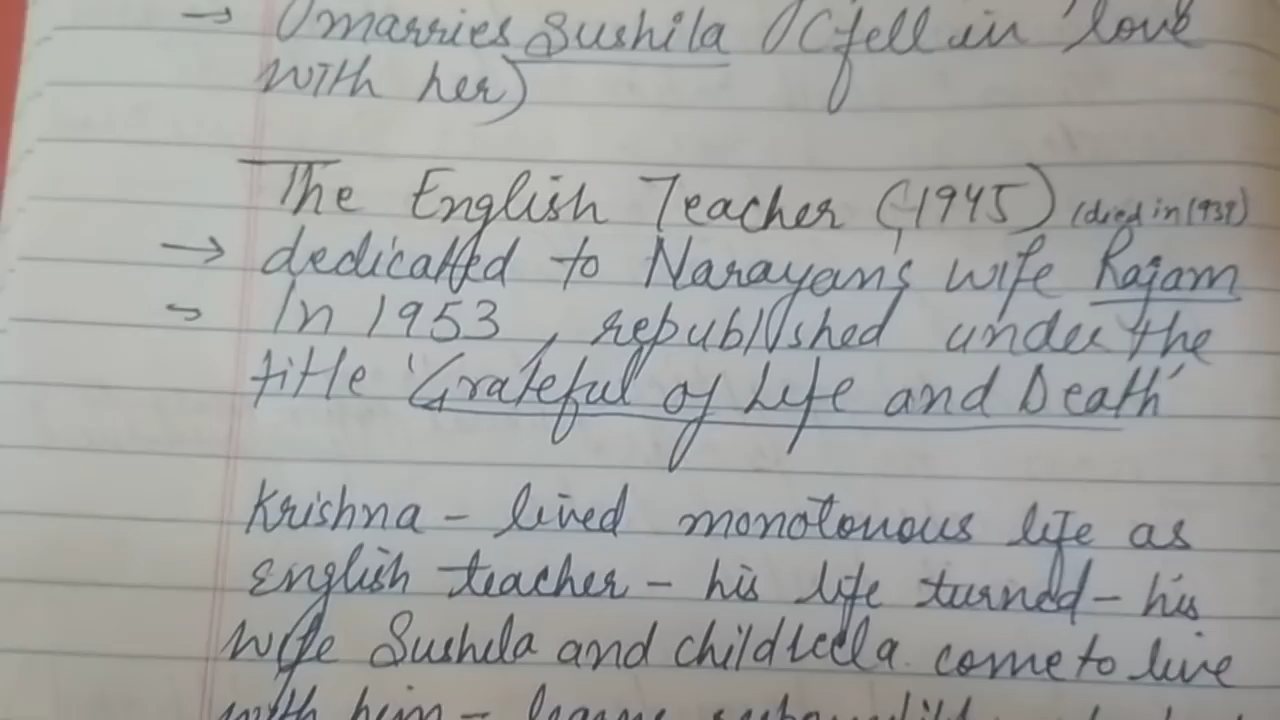 → marries Sushila (fell in love
with her)
The English Teacher (1945) (died in 1939)
→ dedicated to Narayan's wife Rajam
→ In 1953, republished under the
title 'Grateful of Life and Death'
Krishna - lived monotonous life as
English teacher - his life turned - his
wife Sushila and child Leela come to live
with him -